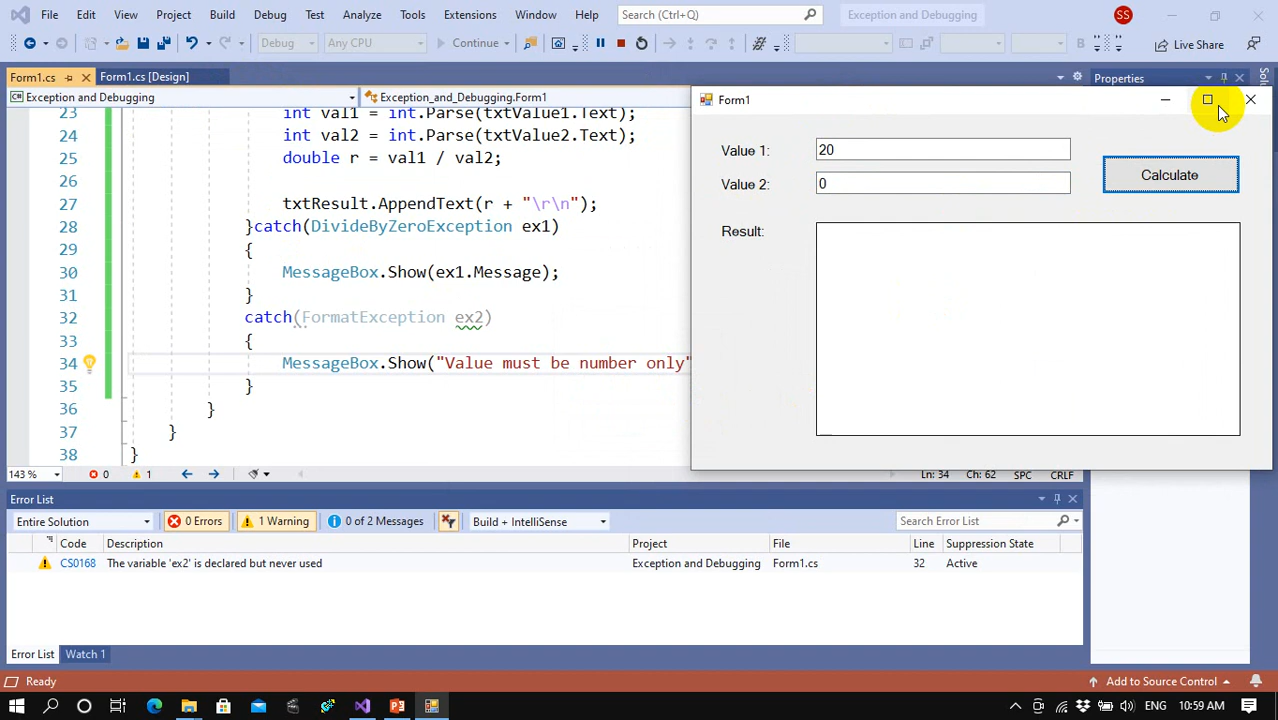 File Edit View Project Build Debug Test Analyze Tools Extensions Window Help Search (Ctrl+Q) Exception and Debugging SS
Debug Any CPU Continue Live Share
Form1.cs Form1.cs [Design] Properties
Exception and Debugging Exception_and_Debugging.Form1
23 int val1 = int.Parse(txtValue1.Text);
24 int val2 = int.Parse(txtValue2.Text);
25 double r = val1 / val2;
26
27 txtResult.AppendText(r + "\r\n");
28 }catch(DivideByZeroException ex1)
29 {
30 MessageBox.Show(ex1.Message);
31 }
32 catch(FormatException ex2)
33 {
34 MessageBox.Show("Value must be number only"
35 }
36 }
37 }
38 }
Form1
Value 1: 20
Value 2: 0
Calculate
Result:
143 % 0 1 Ln: 34 Ch: 62 SPC CRLF
Error List
Entire Solution 0 Errors 1 Warning 0 of 2 Messages Build + IntelliSense Search Error List
Code Description Project File Line Suppression State
CS0168 The variable 'ex2' is declared but never used Exception and Debugging Form1.cs 32 Active
Error List Watch 1
Ready Add to Source Control
ENG 10:59 AM